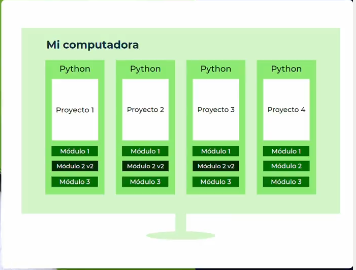 Mi computadora
Python Python Python Python
Proyecto 1 Proyecto 2 Proyecto 3 Proyecto 4
Módulo 1 Módulo 1 Módulo 1 Módulo 1
Módulo 2 v2 Módulo 2 v2 Módulo 2 v2 Módulo 2
Módulo 3 Módulo 3 Módulo 3 Módulo 3